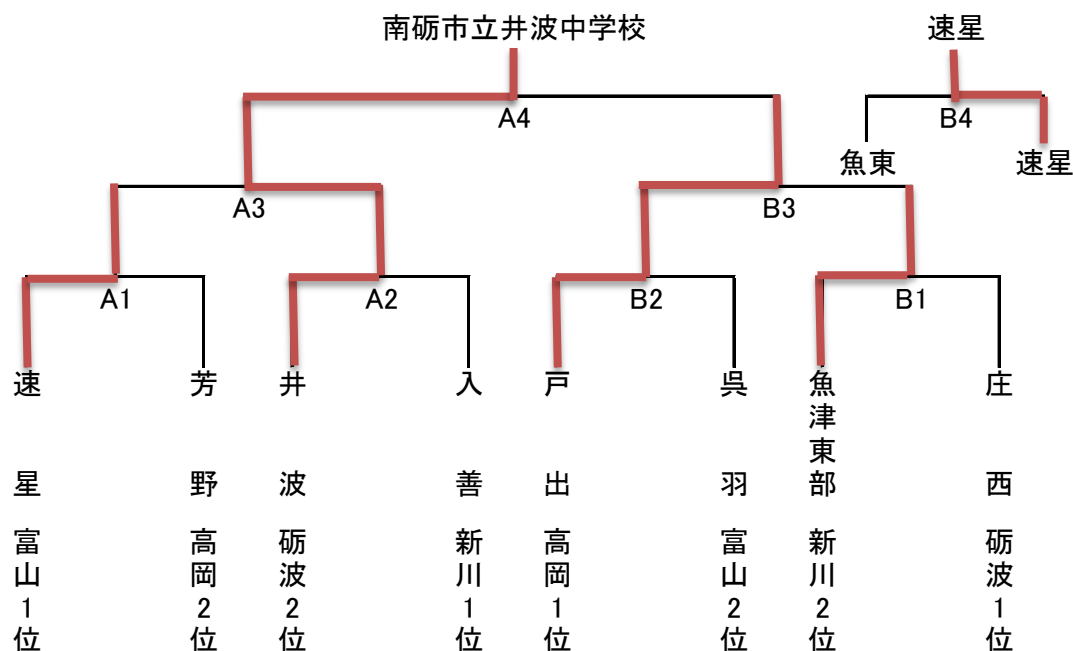 南砺市立井波中学校
速星
A4
B4
魚東
速星
A3
B3
A1
A2
B2
B1
速星
富山1位
芳野
高岡2位
井波
砺波2位
入善
新川1位
戸出
高岡1位
呉羽
富山2位
魚津東部
新川2位
庄西
砺波1位